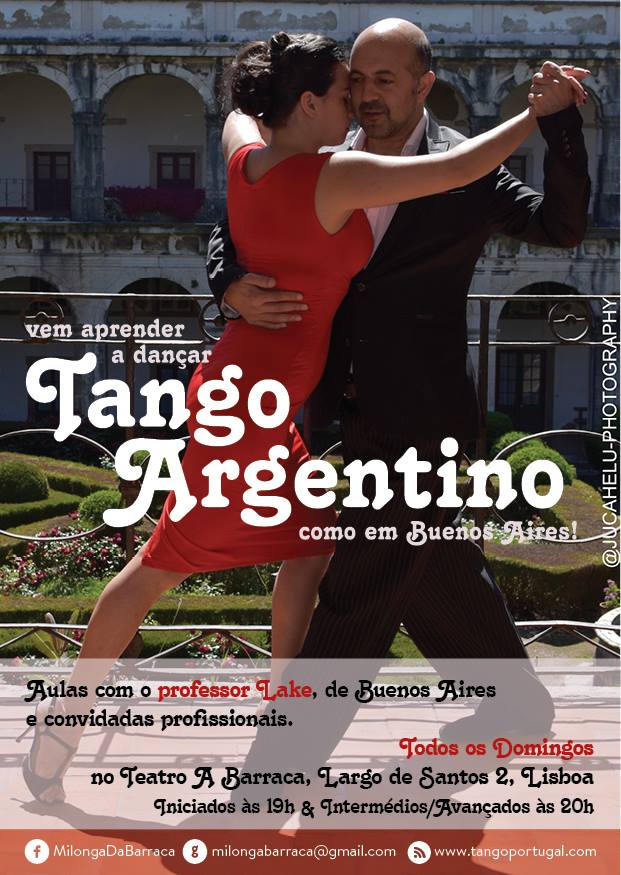 vem aprender
a dançar
Tango
Argentino
como em Buenos Aires!
@JUCAHELU-PHOTOGRAPHY
Aulas com o professor Lake, de Buenos Aires
e convidadas profissionais.
Todos os Domingos
no Teatro A Barraca, Largo de Santos 2, Lisboa
Iniciados às 19h & Intermédios/Avançados às 20h
f MilongaDaBarraca g milongabarraca@gmail.com www.tangoportugal.com